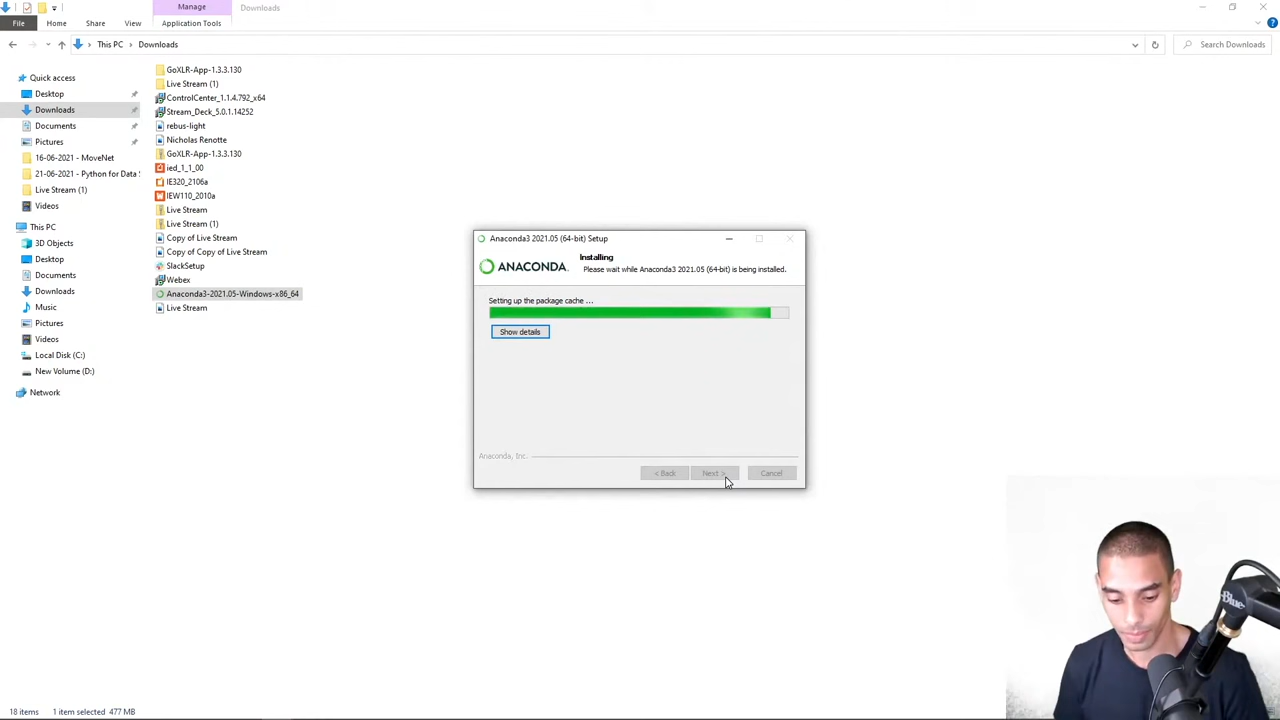 Manage
Downloads
File
Home
Share
View
Application Tools
This PC
Downloads
Search Downloads
Quick access
Desktop
Downloads
Documents
Pictures
16-06-2021 - MoveNet
21-06-2021 - Python for Data S
Live Stream (1)
Videos
This PC
3D Objects
Desktop
Documents
Downloads
Music
Pictures
Videos
Local Disk (C:)
New Volume (D:)
Network
GoXLR-App-1.3.3.130
Live Stream (1)
ControlCenter_1.1.4.792_x64
Stream_Deck_5.0.1.14252
rebus-light
Nicholas Renotte
GoXLR-App-1.3.3.130
ied_1_1_00
IE320_2106a
IEW110_2010a
Live Stream
Live Stream (1)
Copy of Live Stream
Copy of Copy of Live Stream
SlackSetup
Webex
Anaconda3-2021.05-Windows-x86_64
Live Stream
Anaconda3 2021.05 (64-bit) Setup
ANACONDA.
Installing
Please wait while Anaconda3 2021.05 (64-bit) is being installed.
Setting up the package cache ...
Show details
Anaconda, Inc.
< Back
Next >
Cancel
Blue
18 items
1 item selected 477 MB